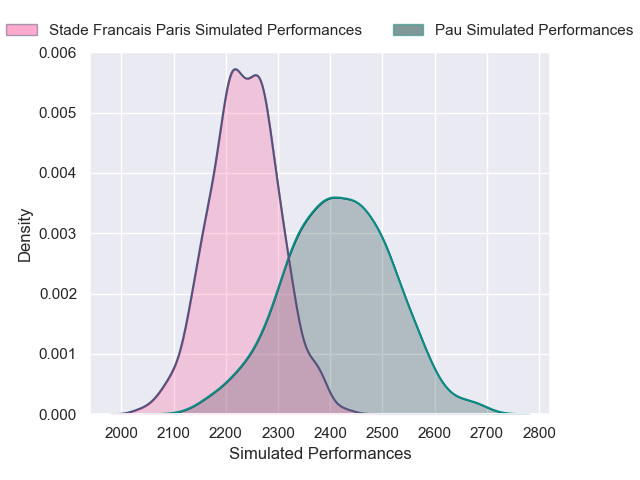 Stade Francais Paris Simulated Performances Pau Simulated Performances
0.006
0.005
0.004
0.003
0.002
0.001
0.000
Density
2000 2100 2200 2300 2400 2500 2600 2700 2800
Simulated Performances